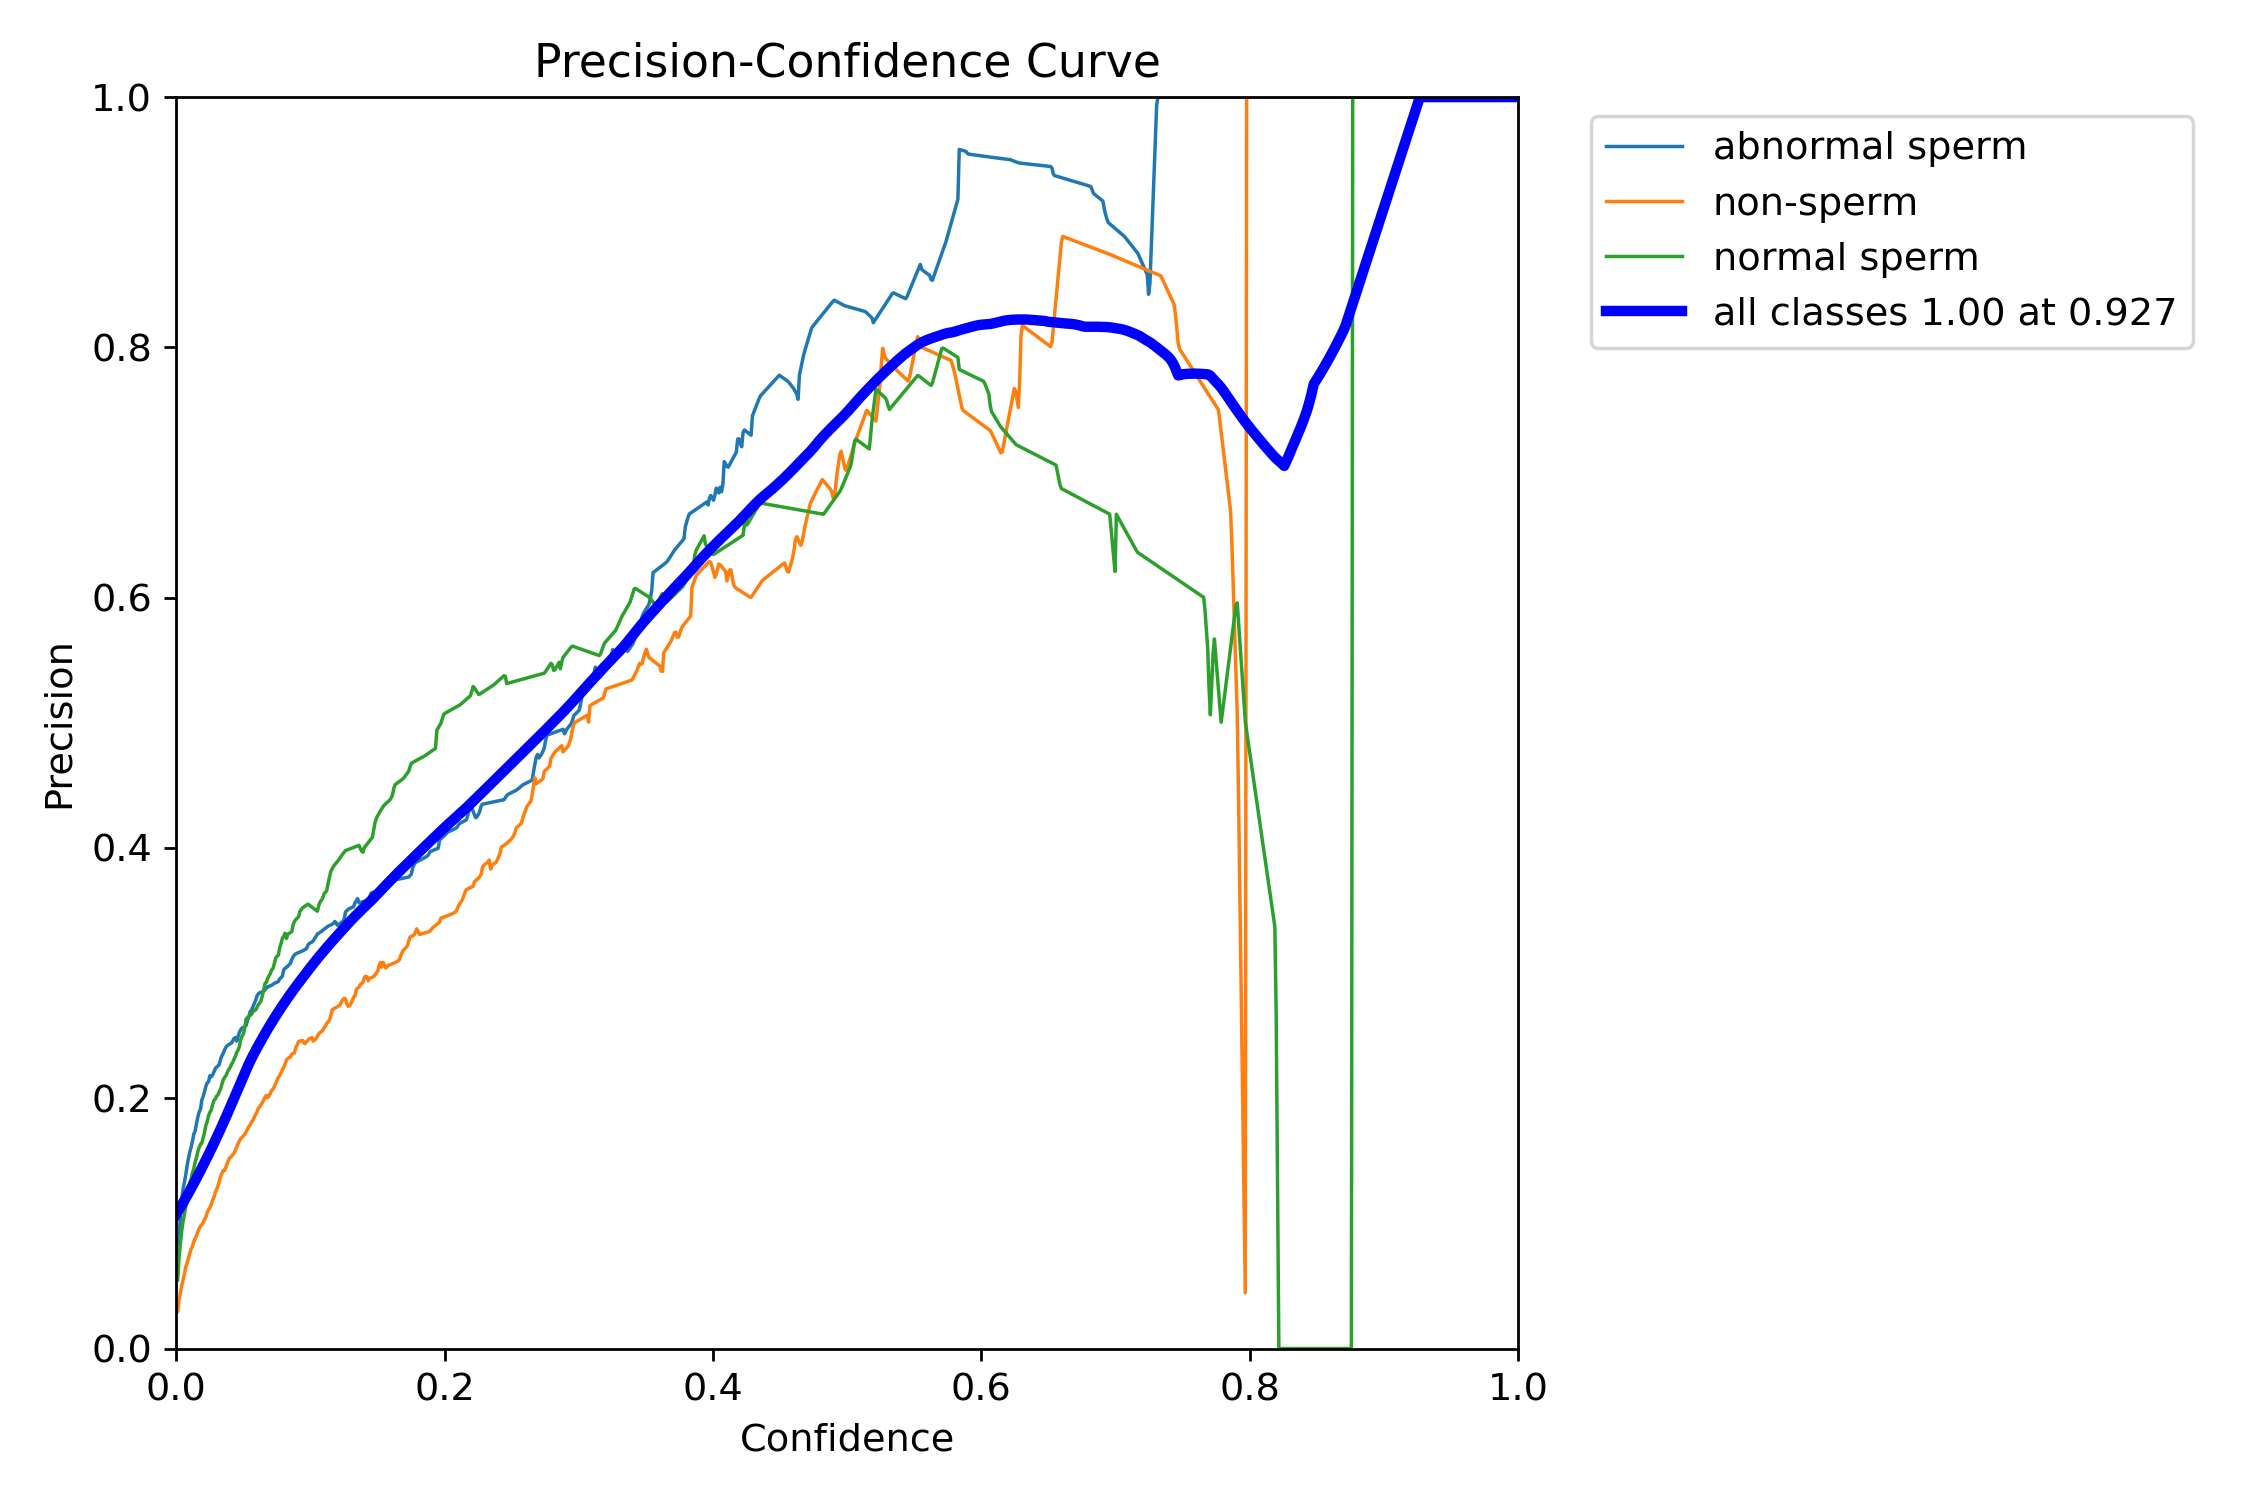 Precision-Confidence Curve
1.0
0.8
0.6
0.4
0.2
0.0
Precision
0.0 0.2 0.4 0.6 0.8 1.0
Confidence
abnormal sperm
non-sperm
normal sperm
all classes 1.00 at 0.927